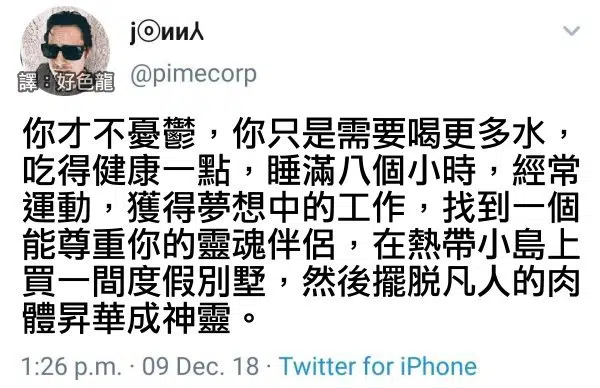 jⓞии⅄
@pimecorp
譯：好色龍
你才不憂鬱，你只是需要喝更多水，
吃得健康一點，睡滿八個小時，經常
運動，獲得夢想中的工作，找到一個
能尊重你的靈魂伴侶，在熱帶小島上
買一間度假別墅，然後擺脫凡人的肉
體昇華成神靈。
1:26 p.m. · 09 Dec. 18 · Twitter for iPhone